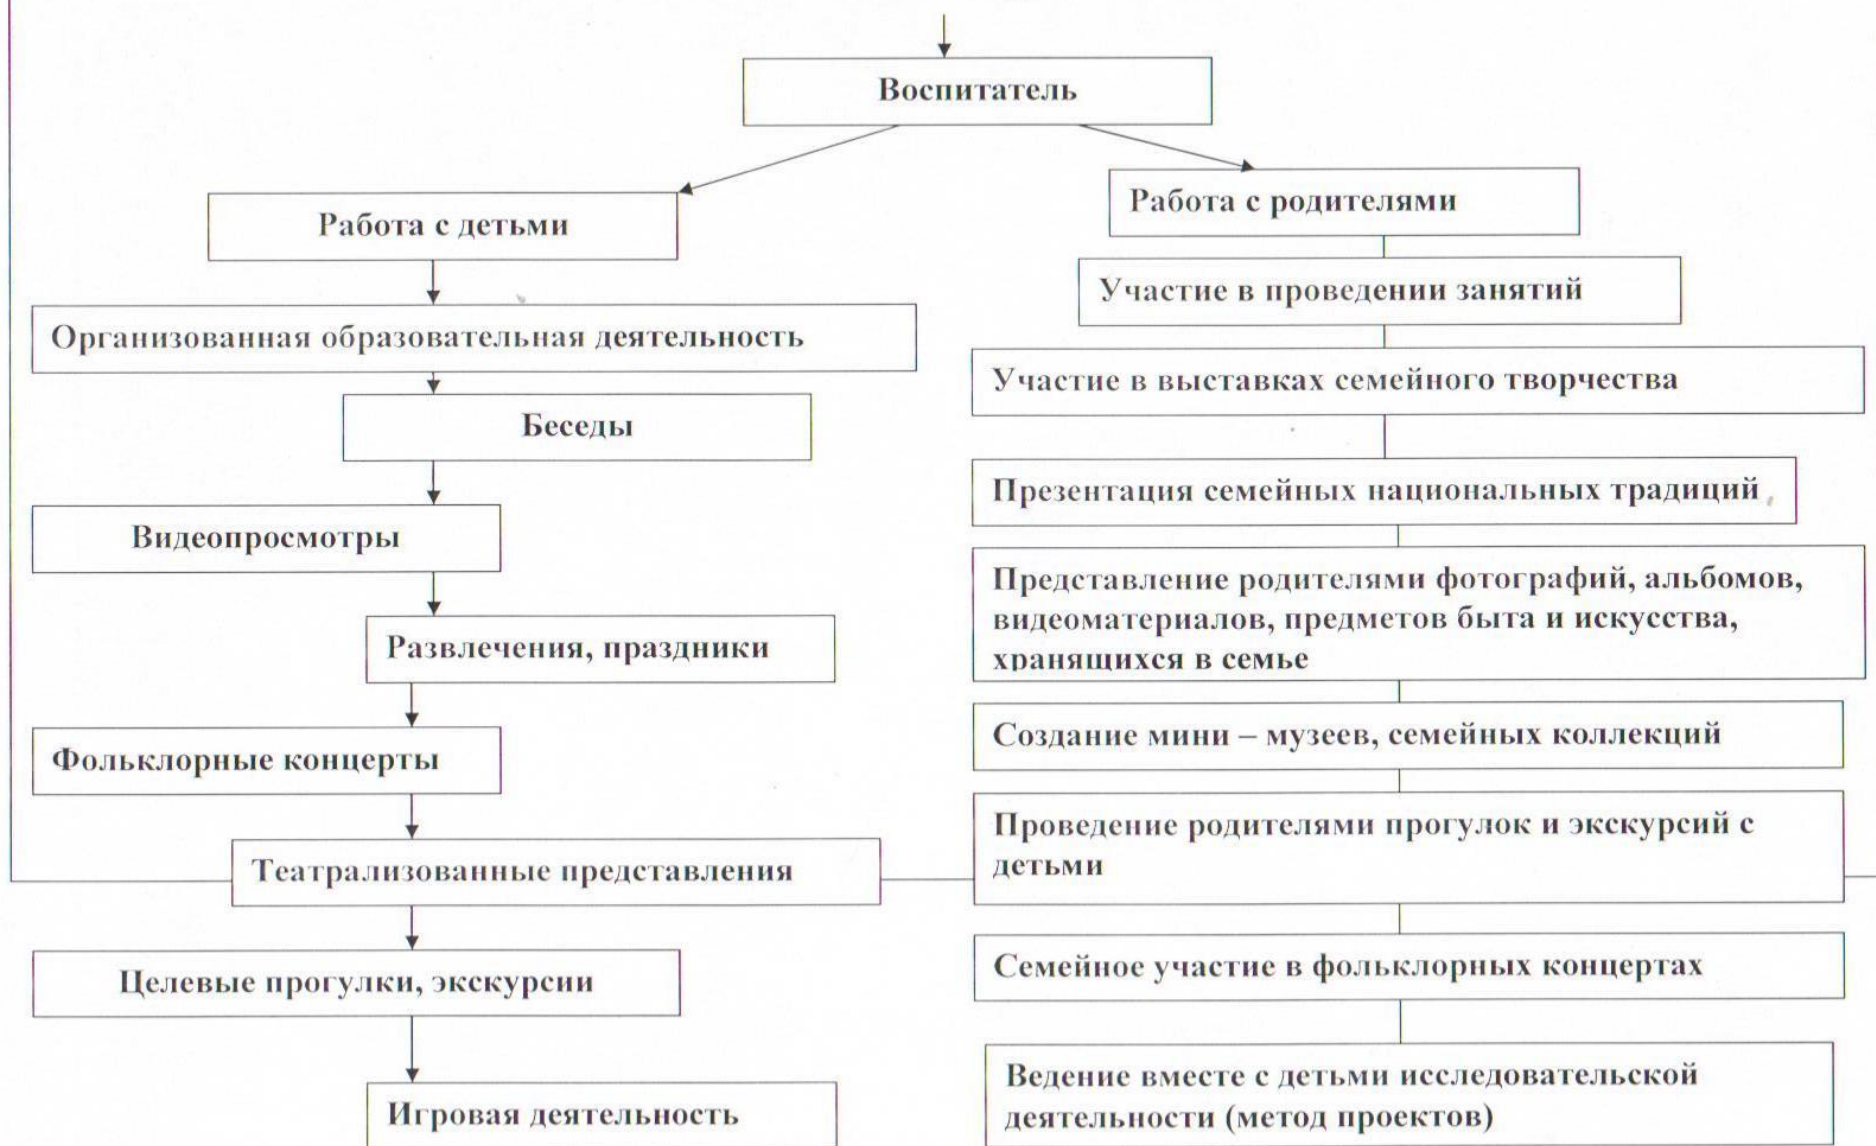 Воспитатель
Работа с детьми
Организованная образовательная деятельность
Беседы
Видеопросмотры
Развлечения, праздники
Фольклорные концерты
Театрализованные представления
Целевые прогулки, экскурсии
Игровая деятельность
Работа с родителями
Участие в проведении занятий
Участие в выставках семейного творчества
Презентация семейных национальных традиций
Представление родителями фотографий, альбомов,
видеоматериалов, предметов быта и искусства,
хранящихся в семье
Создание мини – музеев, семейных коллекций
Проведение родителями прогулок и экскурсий с
детьми
Семейное участие в фольклорных концертах
Ведение вместе с детьми исследовательской
деятельности (метод проектов)